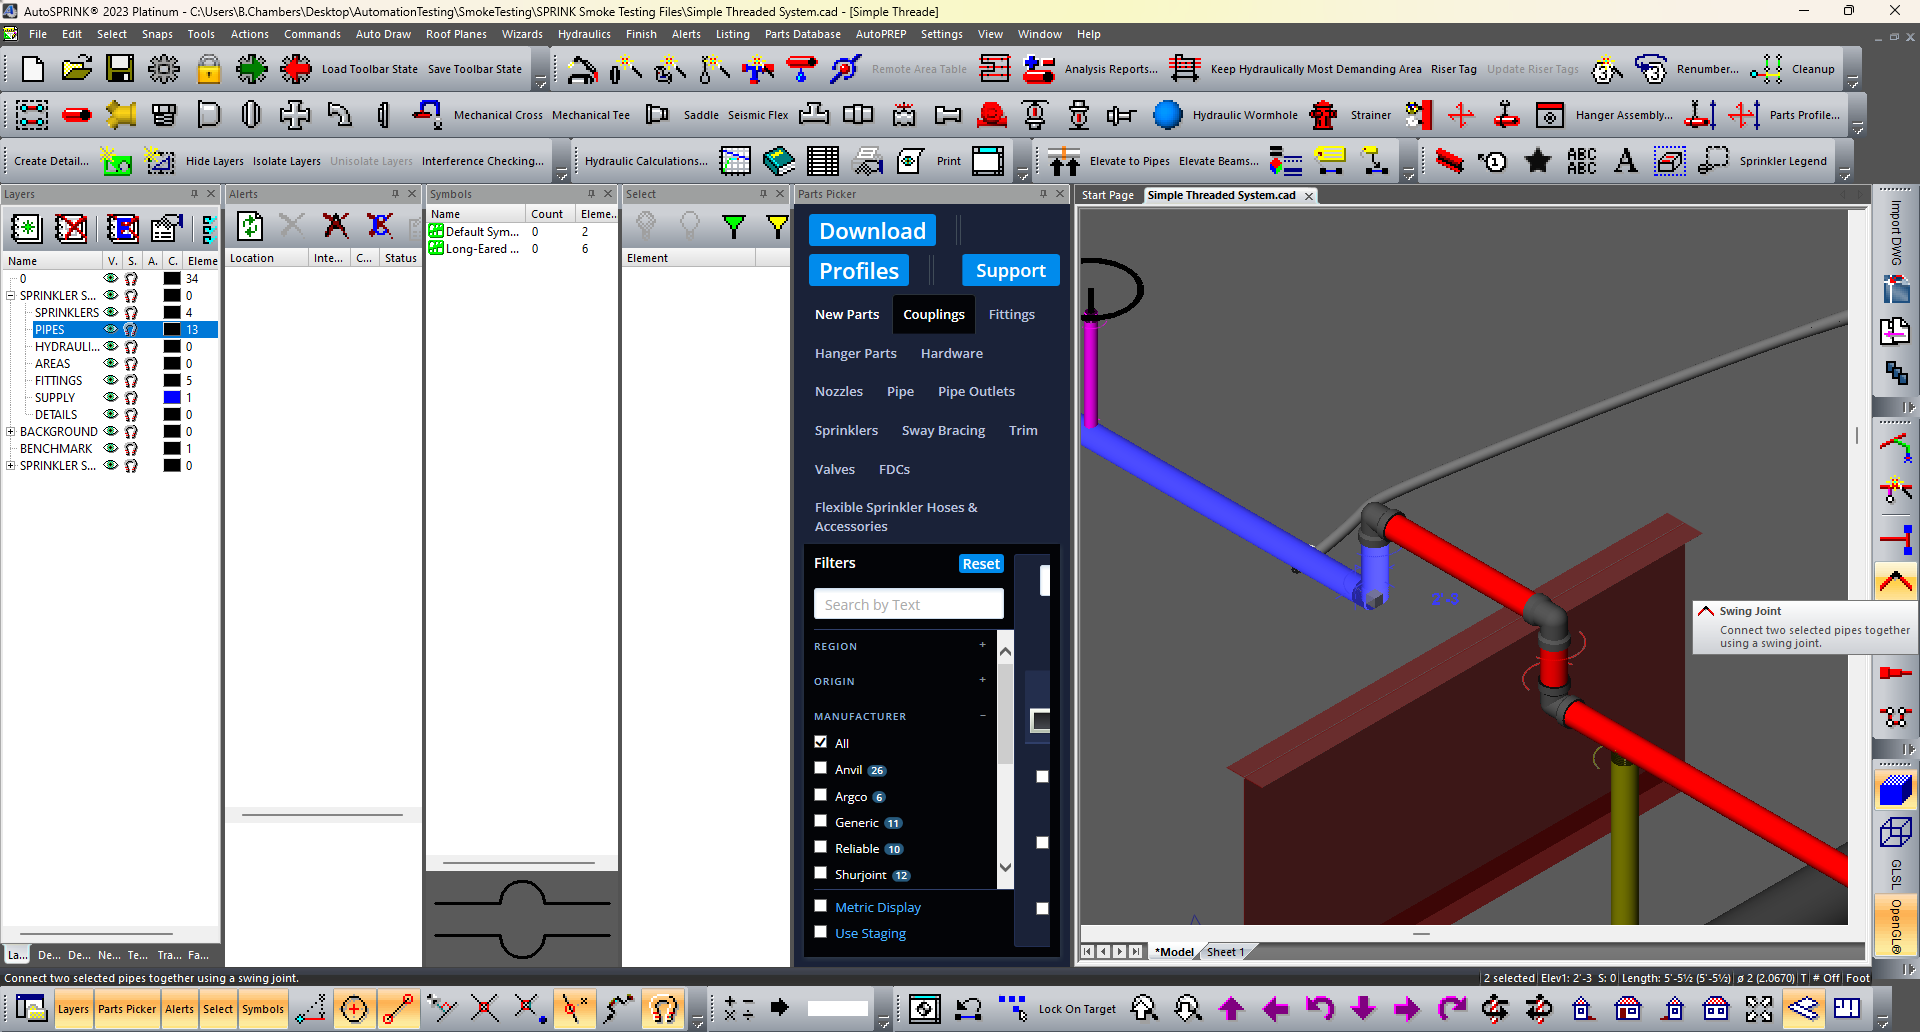 AutoSPRINK® 2023 Platinum - C:\Users\B.Chambers\Desktop\AutomationTesting\SmokeTesting\SPRINK Smoke Testing Files\Simple Threaded System.cad - [Simple Threade]
File Edit Select Snaps Tools Actions Commands Auto Draw Roof Planes Wizards Hydraulics Finish Alerts Listing Parts Database AutoPREP Settings View Window Help
Load Toolbar State Save Toolbar State Remote Area Table Analysis Reports... Keep Hydraulically Most Demanding Area Riser Tag Update Riser Tags Renumber... Cleanup
Mechanical Cross Mechanical Tee Saddle Seismic Flex Hydraulic Wormhole Strainer Hanger Assembly... Parts Profile...
Create Detail... Hide Layers Isolate Layers Unisolate Layers Interference Checking... Hydraulic Calculations... Print Elevate to Pipes Elevate Beams... ABC ABC A Sprinkler Legend
Layers
Name V. S. A. C. Eleme
0 34
SPRINKLER S... 0
SPRINKLERS 4
PIPES 13
HYDRAULI... 0
AREAS 0
FITTINGS 5
SUPPLY 1
DETAILS 0
BACKGROUND 0
BENCHMARK 1
SPRINKLER S... 0
La... De... De... Ne... Te... Tra... Fa...
Alerts
Location Inte... C... Status
Symbols
Name Count Eleme..
Default Sym... 0 2
Long-Eared ... 0 6
Select
Element
Parts Picker
Download
Profiles Support
New Parts Couplings Fittings
Hanger Parts Hardware
Nozzles Pipe Pipe Outlets
Sprinklers Sway Bracing Trim
Valves FDCs
Flexible Sprinkler Hoses &
Accessories
Filters Reset
Search by Text
REGION +
ORIGIN +
MANUFACTURER −
All
Anvil 26
Argco 6
Generic 11
Reliable 10
Shurjoint 12
Metric Display
Use Staging
Start Page Simple Threaded System.cad
2'-3
*Model Sheet 1
Import DWG
Swing Joint
Connect two selected pipes together
using a swing joint.
GLSL
OpenGL®
Connect two selected pipes together using a swing joint.
2 selected Elev1: 2'-3 S: 0 Length: 5'-5½ (5'-5½) ø 2 (2.0670) T # Off Foot
Layers Parts Picker Alerts Select Symbols Lock On Target